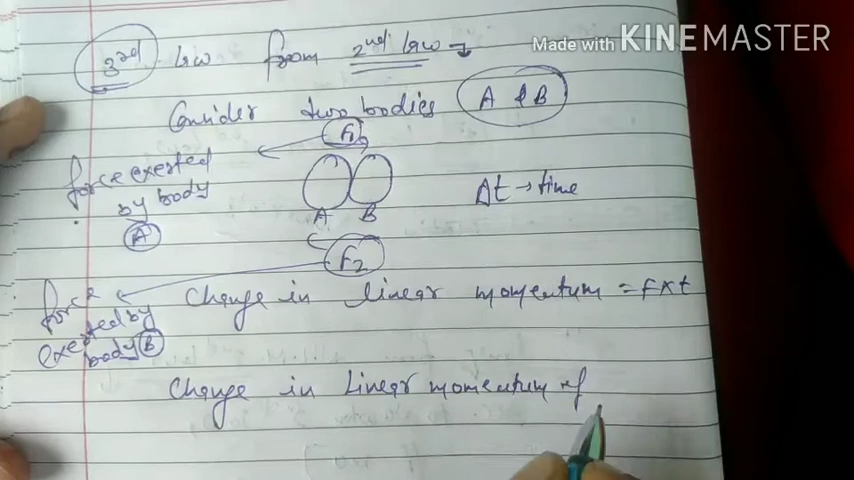 Made with KINEMASTER
3rd law from 2nd law →
Consider two bodies A & B
F1
force exerted
by body
A
A B
Δt → time
F2
force
exerted by
body B
Change in linear momentum = F x t
Change in Linear momentum of